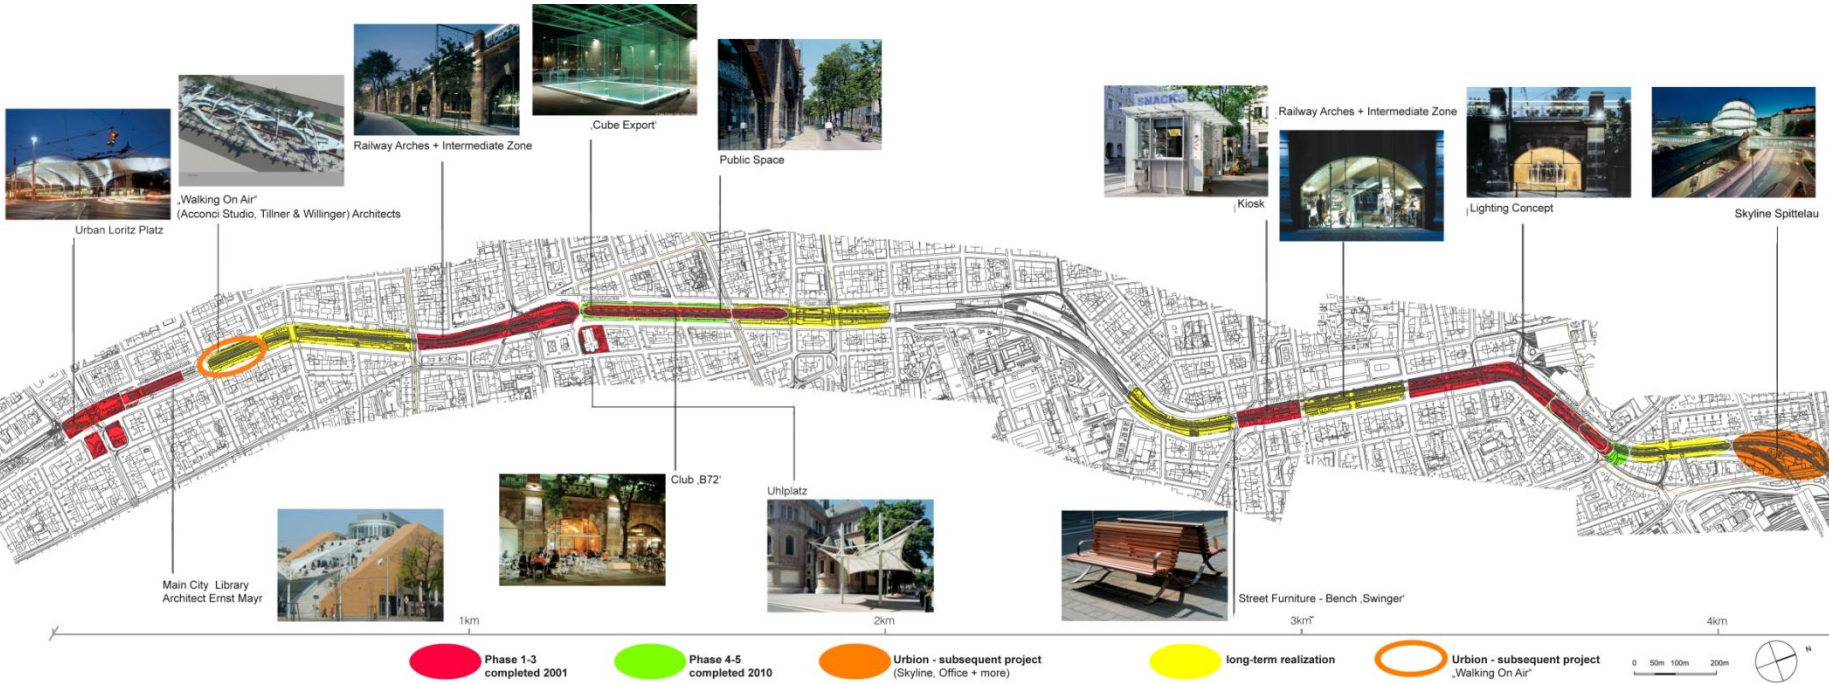 SNACKS
Railway Arches + Intermediate Zone
‚Cube Export'
Public Space
„Walking On Air"
(Acconci Studio, Tillner & Willinger) Architects
Urban Loritz Platz
Railway Arches + Intermediate Zone
Kiosk
Lighting Concept
Skyline Spittelau
Club ‚B72'
Uhlplatz
Main City Library
Architect Ernst Mayr
Street Furniture - Bench ‚Swinger'
1km
2km
3km
4km
Phase 1-3
completed 2001
Phase 4-5
completed 2010
Urbion - subsequent project
(Skyline, Office + more)
long-term realization
Urbion - subsequent project
„Walking On Air"
0 50m 100m 200m
N